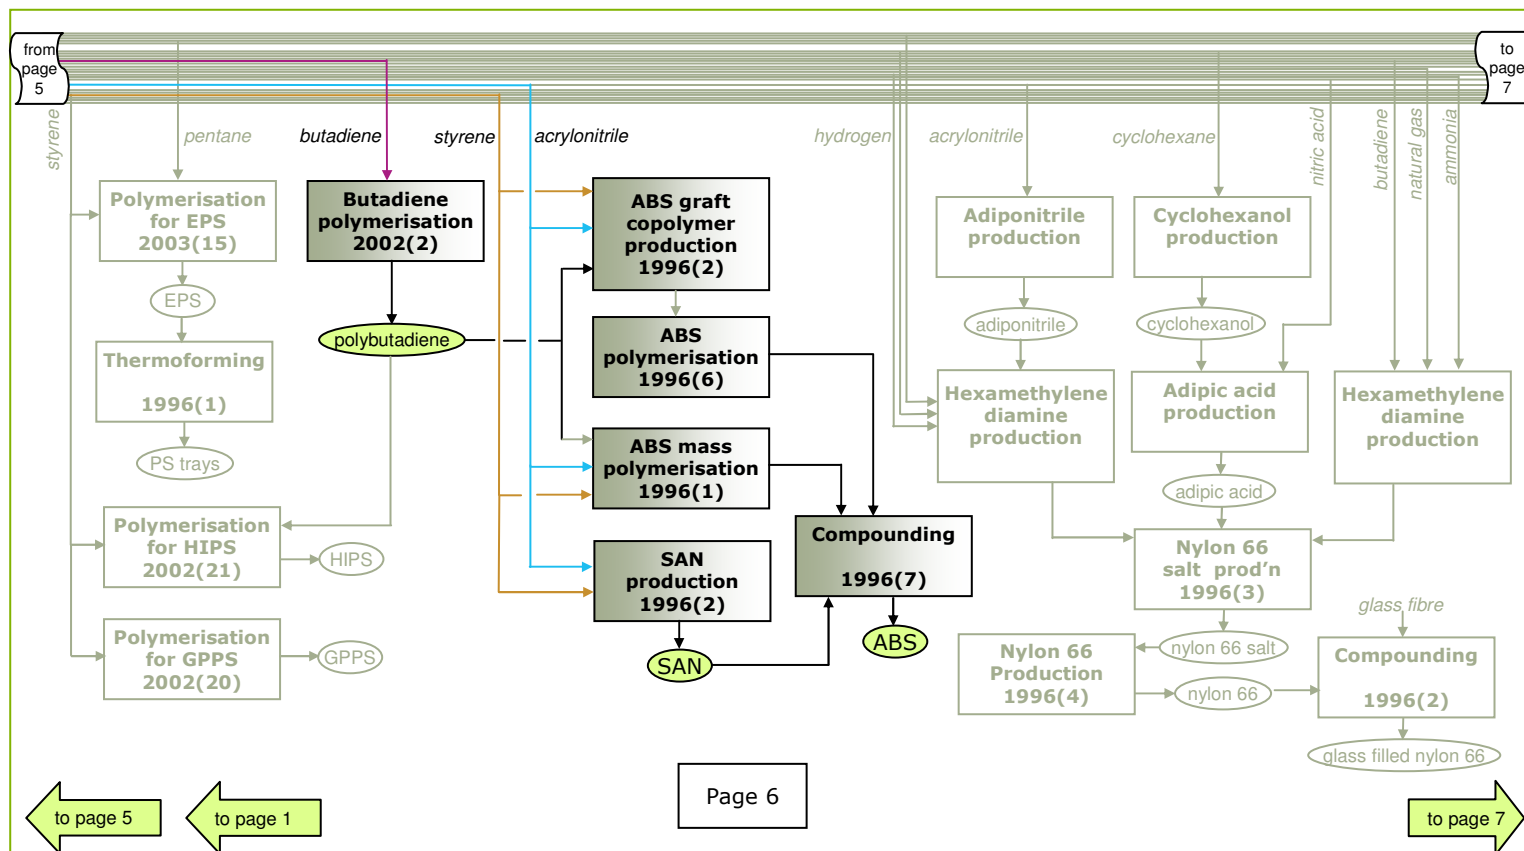 from
page
5
to
page
7
styrene
pentane
butadiene
styrene
acrylonitrile
hydrogen
acrylonitrile
cyclohexane
nitric acid
butadiene
natural gas
ammonia
Polymerisation
for EPS
2003(15)
EPS
Thermoforming
1996(1)
PS trays
Polymerisation
for HIPS
2002(21)
HIPS
Polymerisation
for GPPS
2002(20)
GPPS
Butadiene
polymerisation
2002(2)
polybutadiene
ABS graft
copolymer
production
1996(2)
ABS
polymerisation
1996(6)
ABS mass
polymerisation
1996(1)
SAN
production
1996(2)
SAN
Compounding
1996(7)
ABS
Adiponitrile
production
adiponitrile
Hexamethylene
diamine
production
Cyclohexanol
production
cyclohexanol
Adipic acid
production
adipic acid
Hexamethylene
diamine
production
Nylon 66
salt prod'n
1996(3)
nylon 66 salt
Nylon 66
Production
1996(4)
nylon 66
glass fibre
Compounding
1996(2)
glass filled nylon 66
to page 5
to page 1
Page 6
to page 7